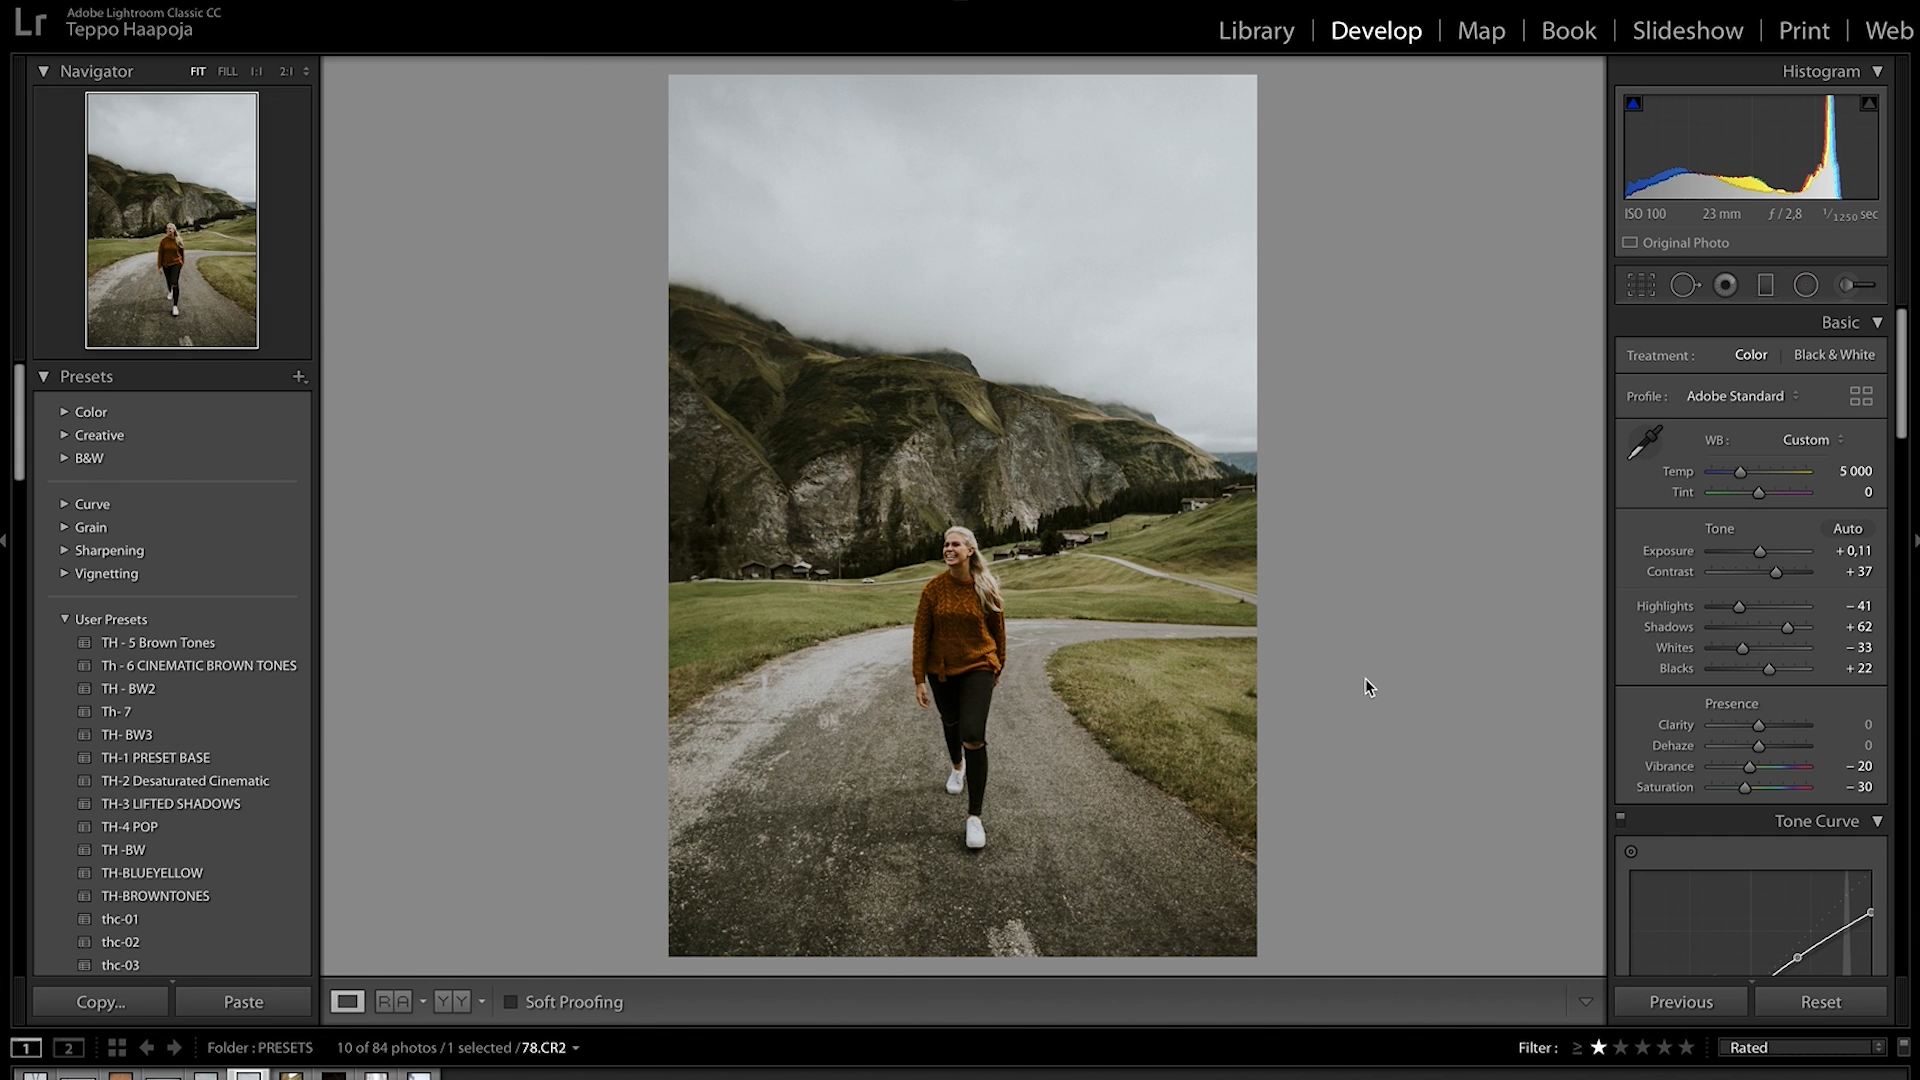 Lr
Adobe Lightroom Classic CC
Teppo Haapoja
Library | Develop | Map | Book | Slideshow | Print | Web
Navigator FIT FILL 1:1 2:1
Presets +
Color
Creative
B&W
Curve
Grain
Sharpening
Vignetting
User Presets
TH - 5 Brown Tones
Th - 6 CINEMATIC BROWN TONES
TH - BW2
Th- 7
TH- BW3
TH-1 PRESET BASE
TH-2 Desaturated Cinematic
TH-3 LIFTED SHADOWS
TH-4 POP
TH -BW
TH-BLUEYELLOW
TH-BROWNTONES
thc-01
thc-02
thc-03
Copy... Paste
R A Y Y Soft Proofing
Histogram
ISO 100 23 mm ƒ / 2,8 1/1250 sec
Original Photo
Basic
Treatment : Color | Black & White
Profile : Adobe Standard
WB : Custom
Temp 5 000
Tint 0
Tone Auto
Exposure + 0,11
Contrast + 37
Highlights − 41
Shadows + 62
Whites − 33
Blacks + 22
Presence
Clarity 0
Dehaze 0
Vibrance − 20
Saturation − 30
Tone Curve
Previous Reset
1 2 Folder : PRESETS 10 of 84 photos / 1 selected / 78.CR2 Filter : ≥ ★ ★ ★ ★ ★ Rated